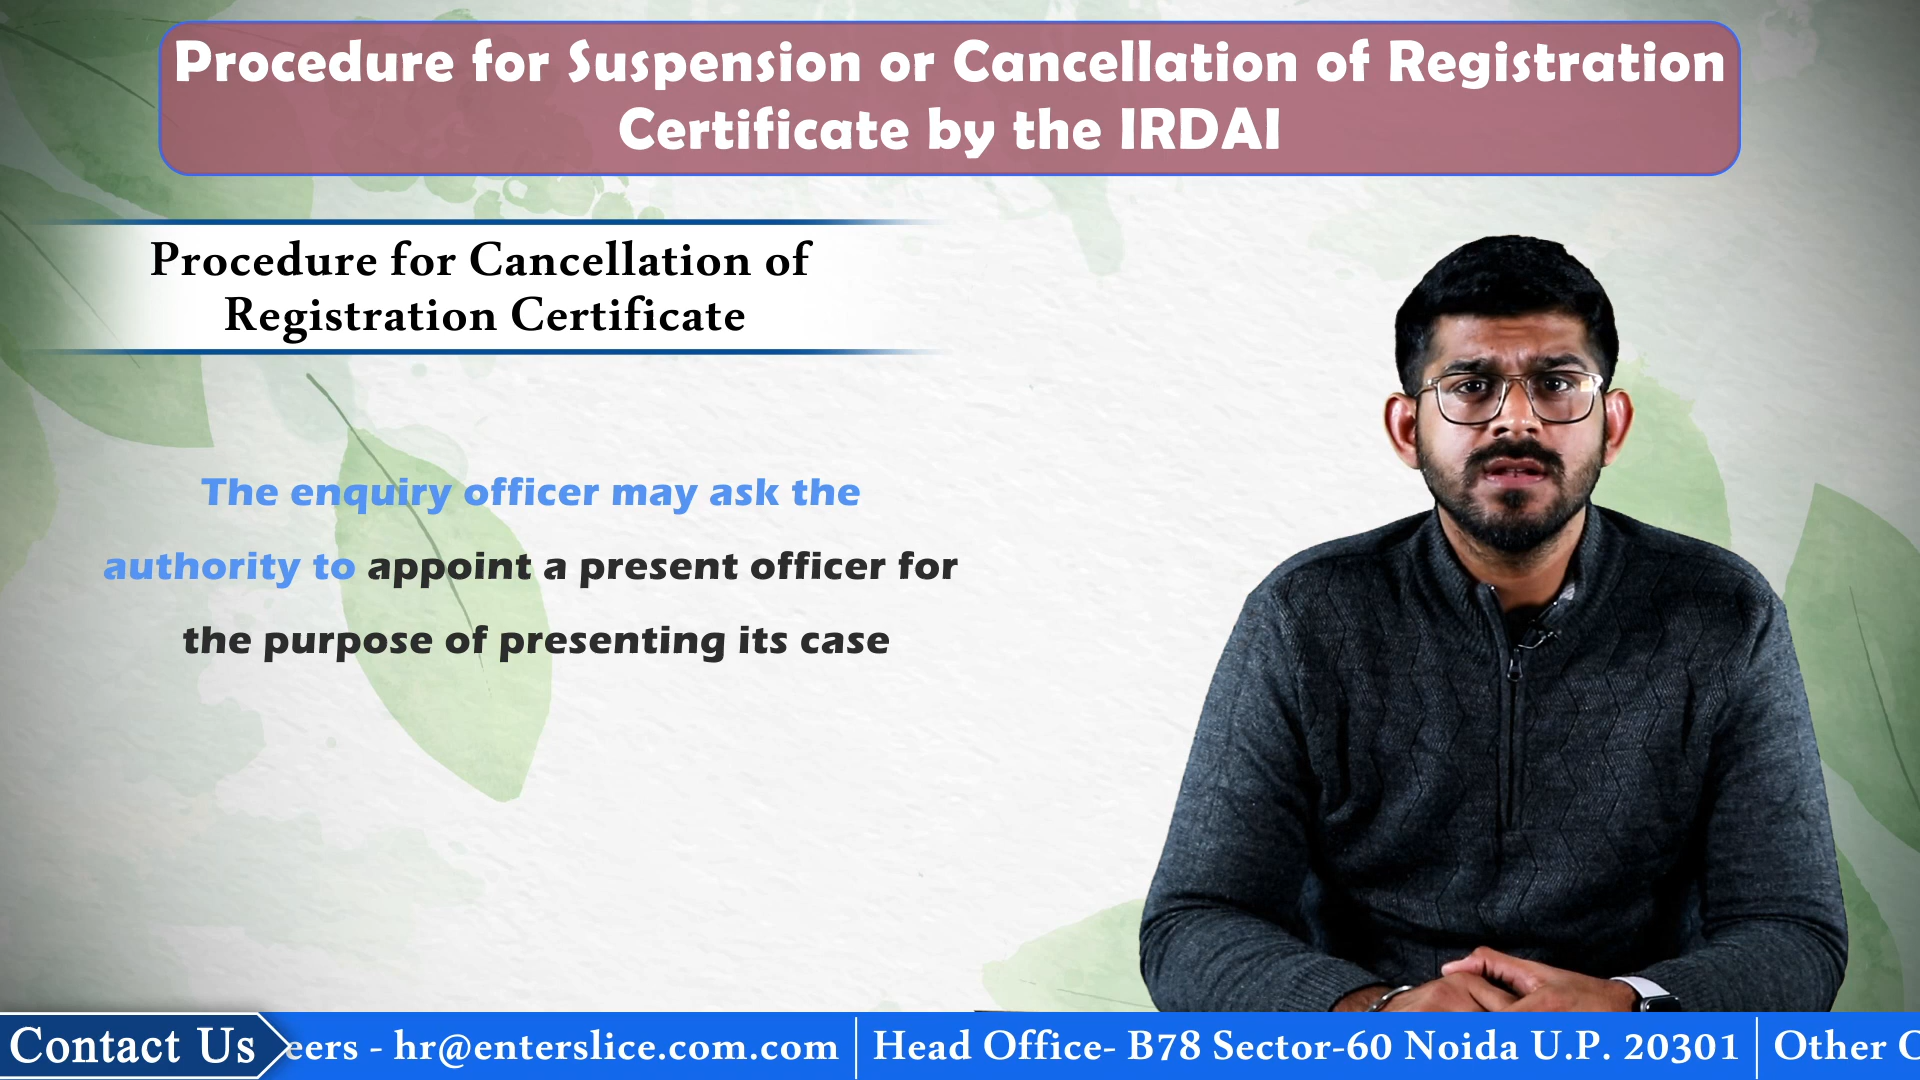 Procedure for Suspension or Cancellation of Registration
Certificate by the IRDAI
Procedure for Cancellation of
Registration Certificate
The enquiry officer may ask the
authority to appoint a present officer for
the purpose of presenting its case
Contact Us
eers - hr@enterslice.com.com
Head Office- B78 Sector-60 Noida U.P. 20301
Other